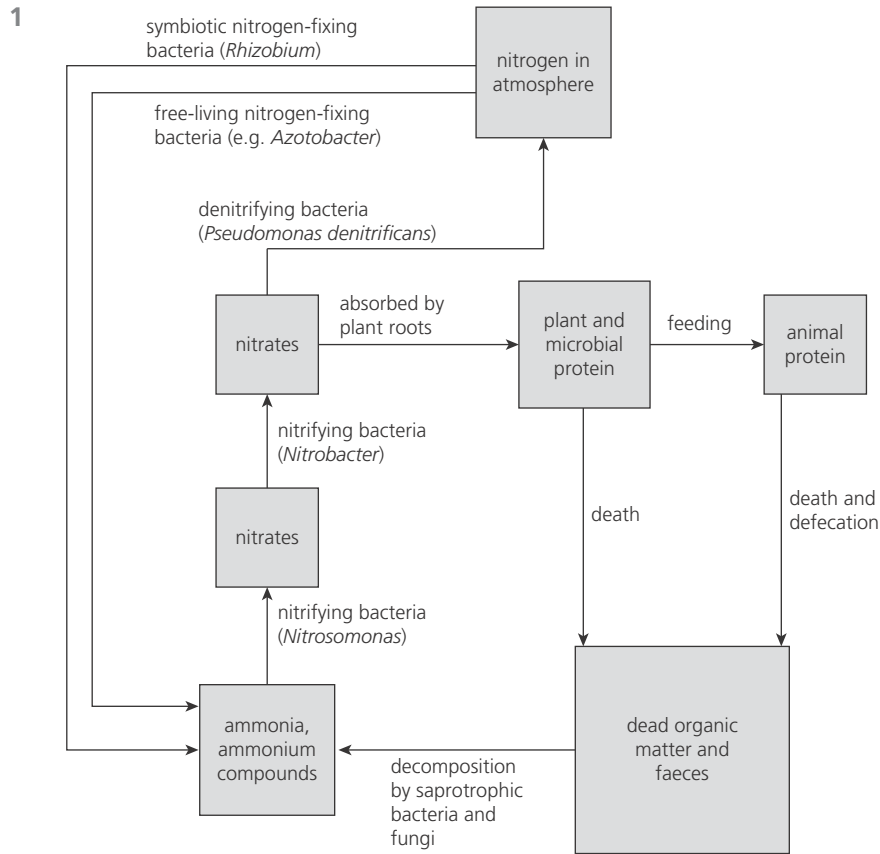 1
symbiotic nitrogen-fixing
bacteria (Rhizobium)
nitrogen in
atmosphere
free-living nitrogen-fixing
bacteria (e.g. Azotobacter)
denitrifying bacteria
(Pseudomonas denitrificans)
nitrates
absorbed by
plant roots
plant and
microbial
protein
feeding
animal
protein
nitrifying bacteria
(Nitrobacter)
nitrates
death
death and
defecation
nitrifying bacteria
(Nitrosomonas)
ammonia,
ammonium
compounds
decomposition
by saprotrophic
bacteria and
fungi
dead organic
matter and
faeces